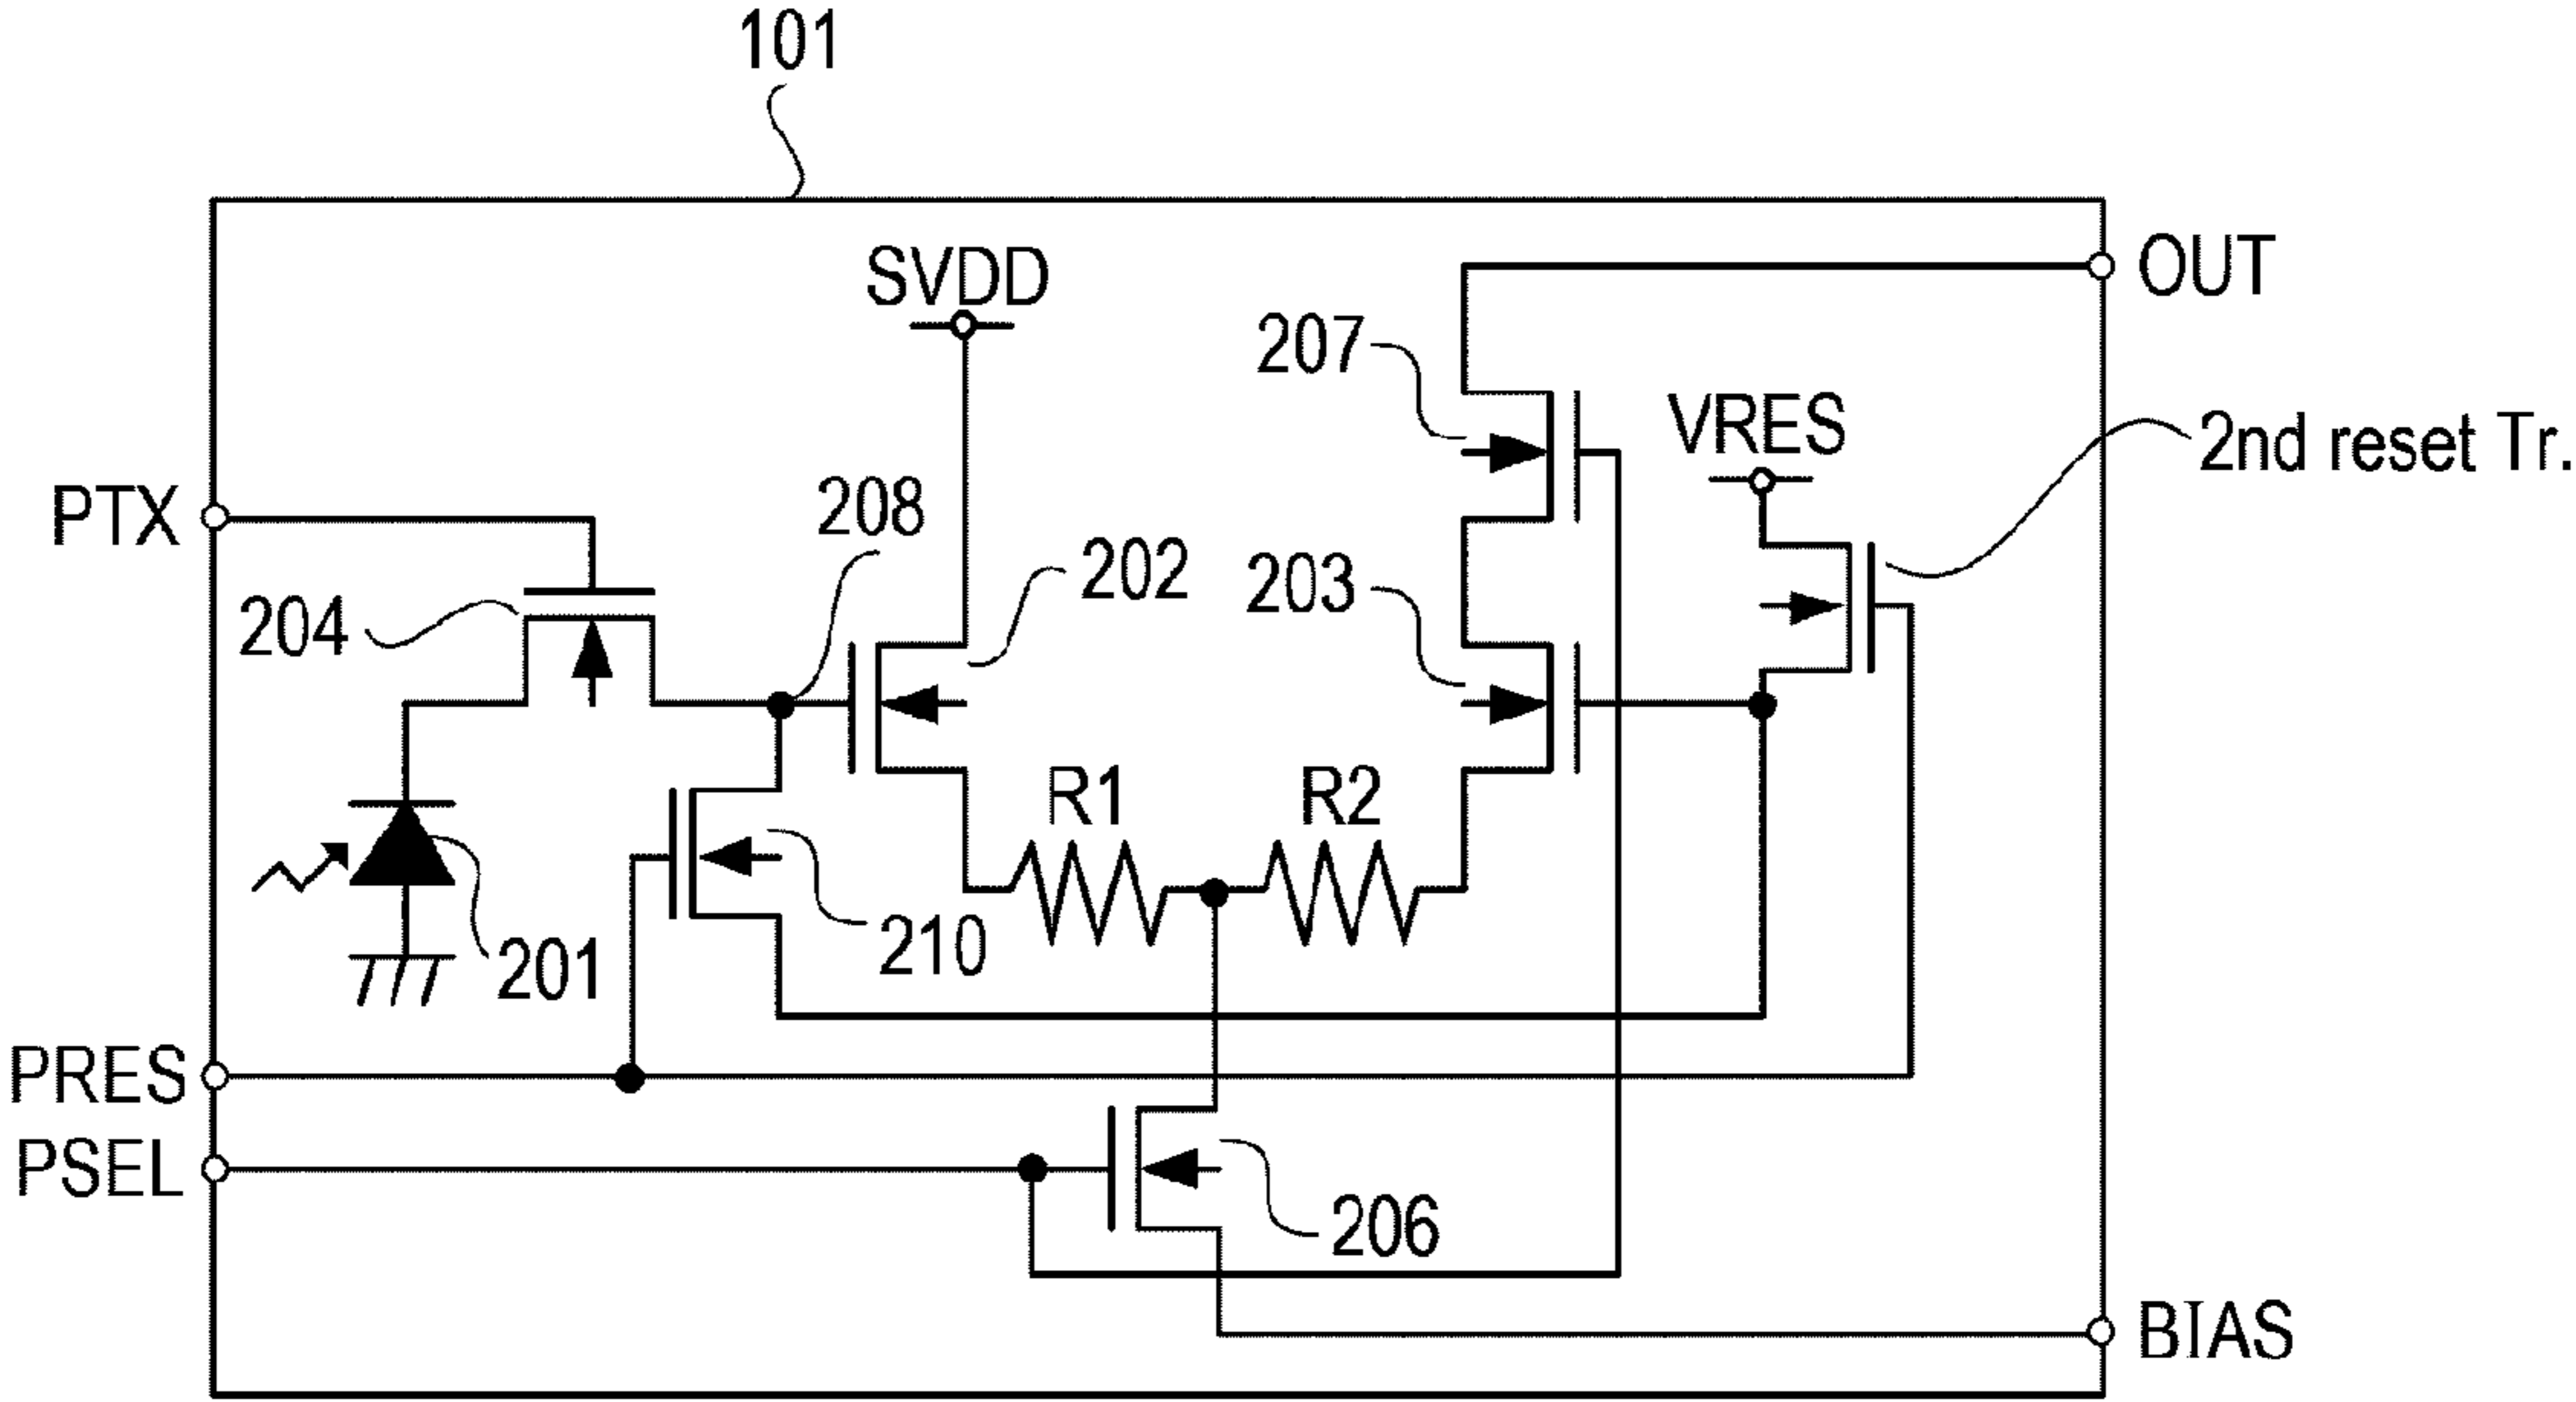 101
SVDD
OUT
207
VRES
2nd reset Tr.
PTX
208
202
203
204
R1
R2
210
201
PRES
PSEL
206
BIAS